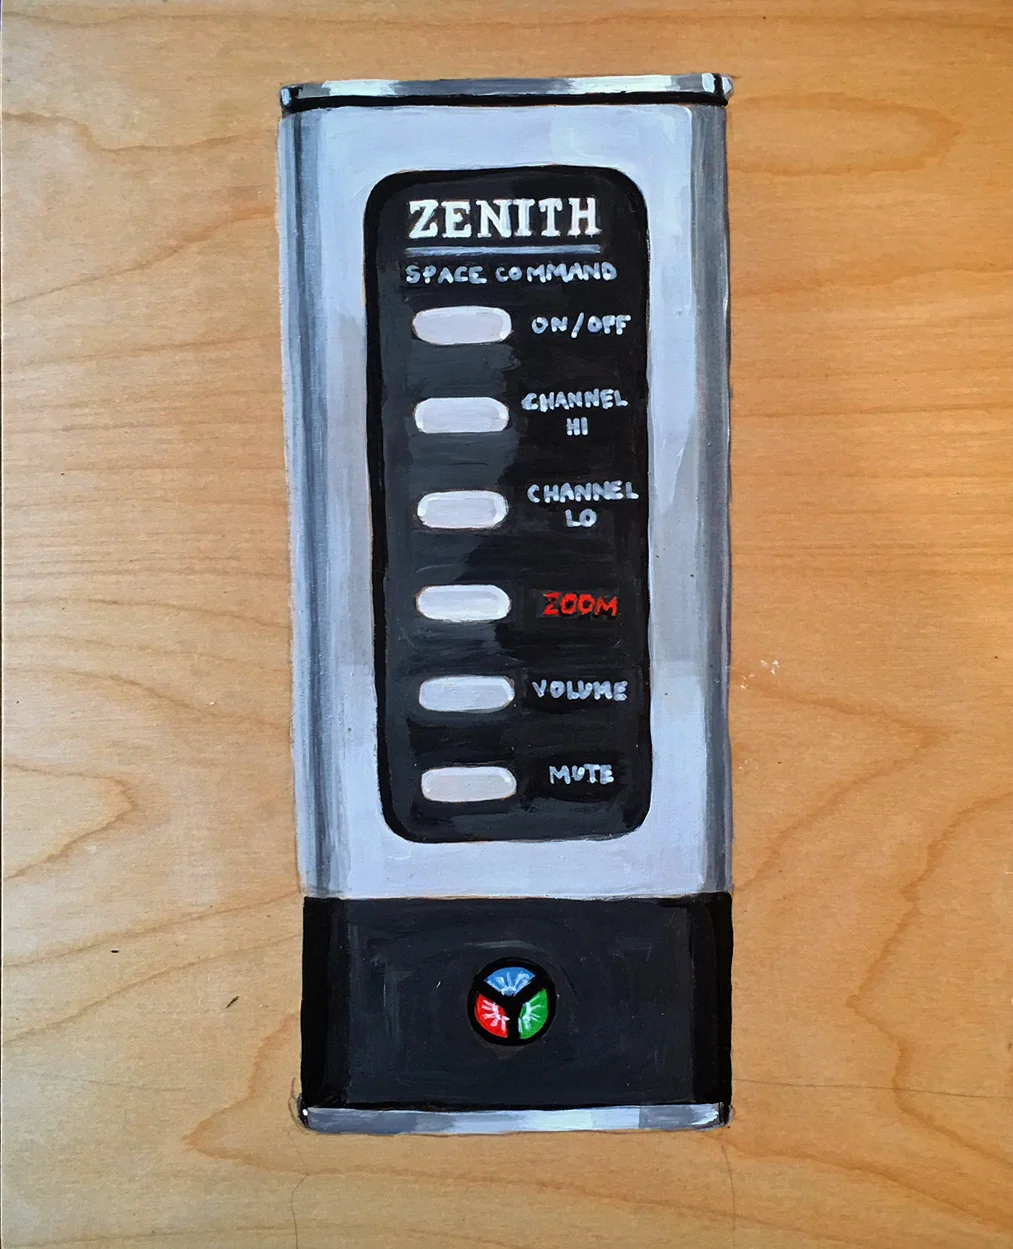 ZENITH
SPACE COMMAND
ON/OFF
CHANNEL
HI
CHANNEL
LO
ZOOM
VOLUME
MUTE